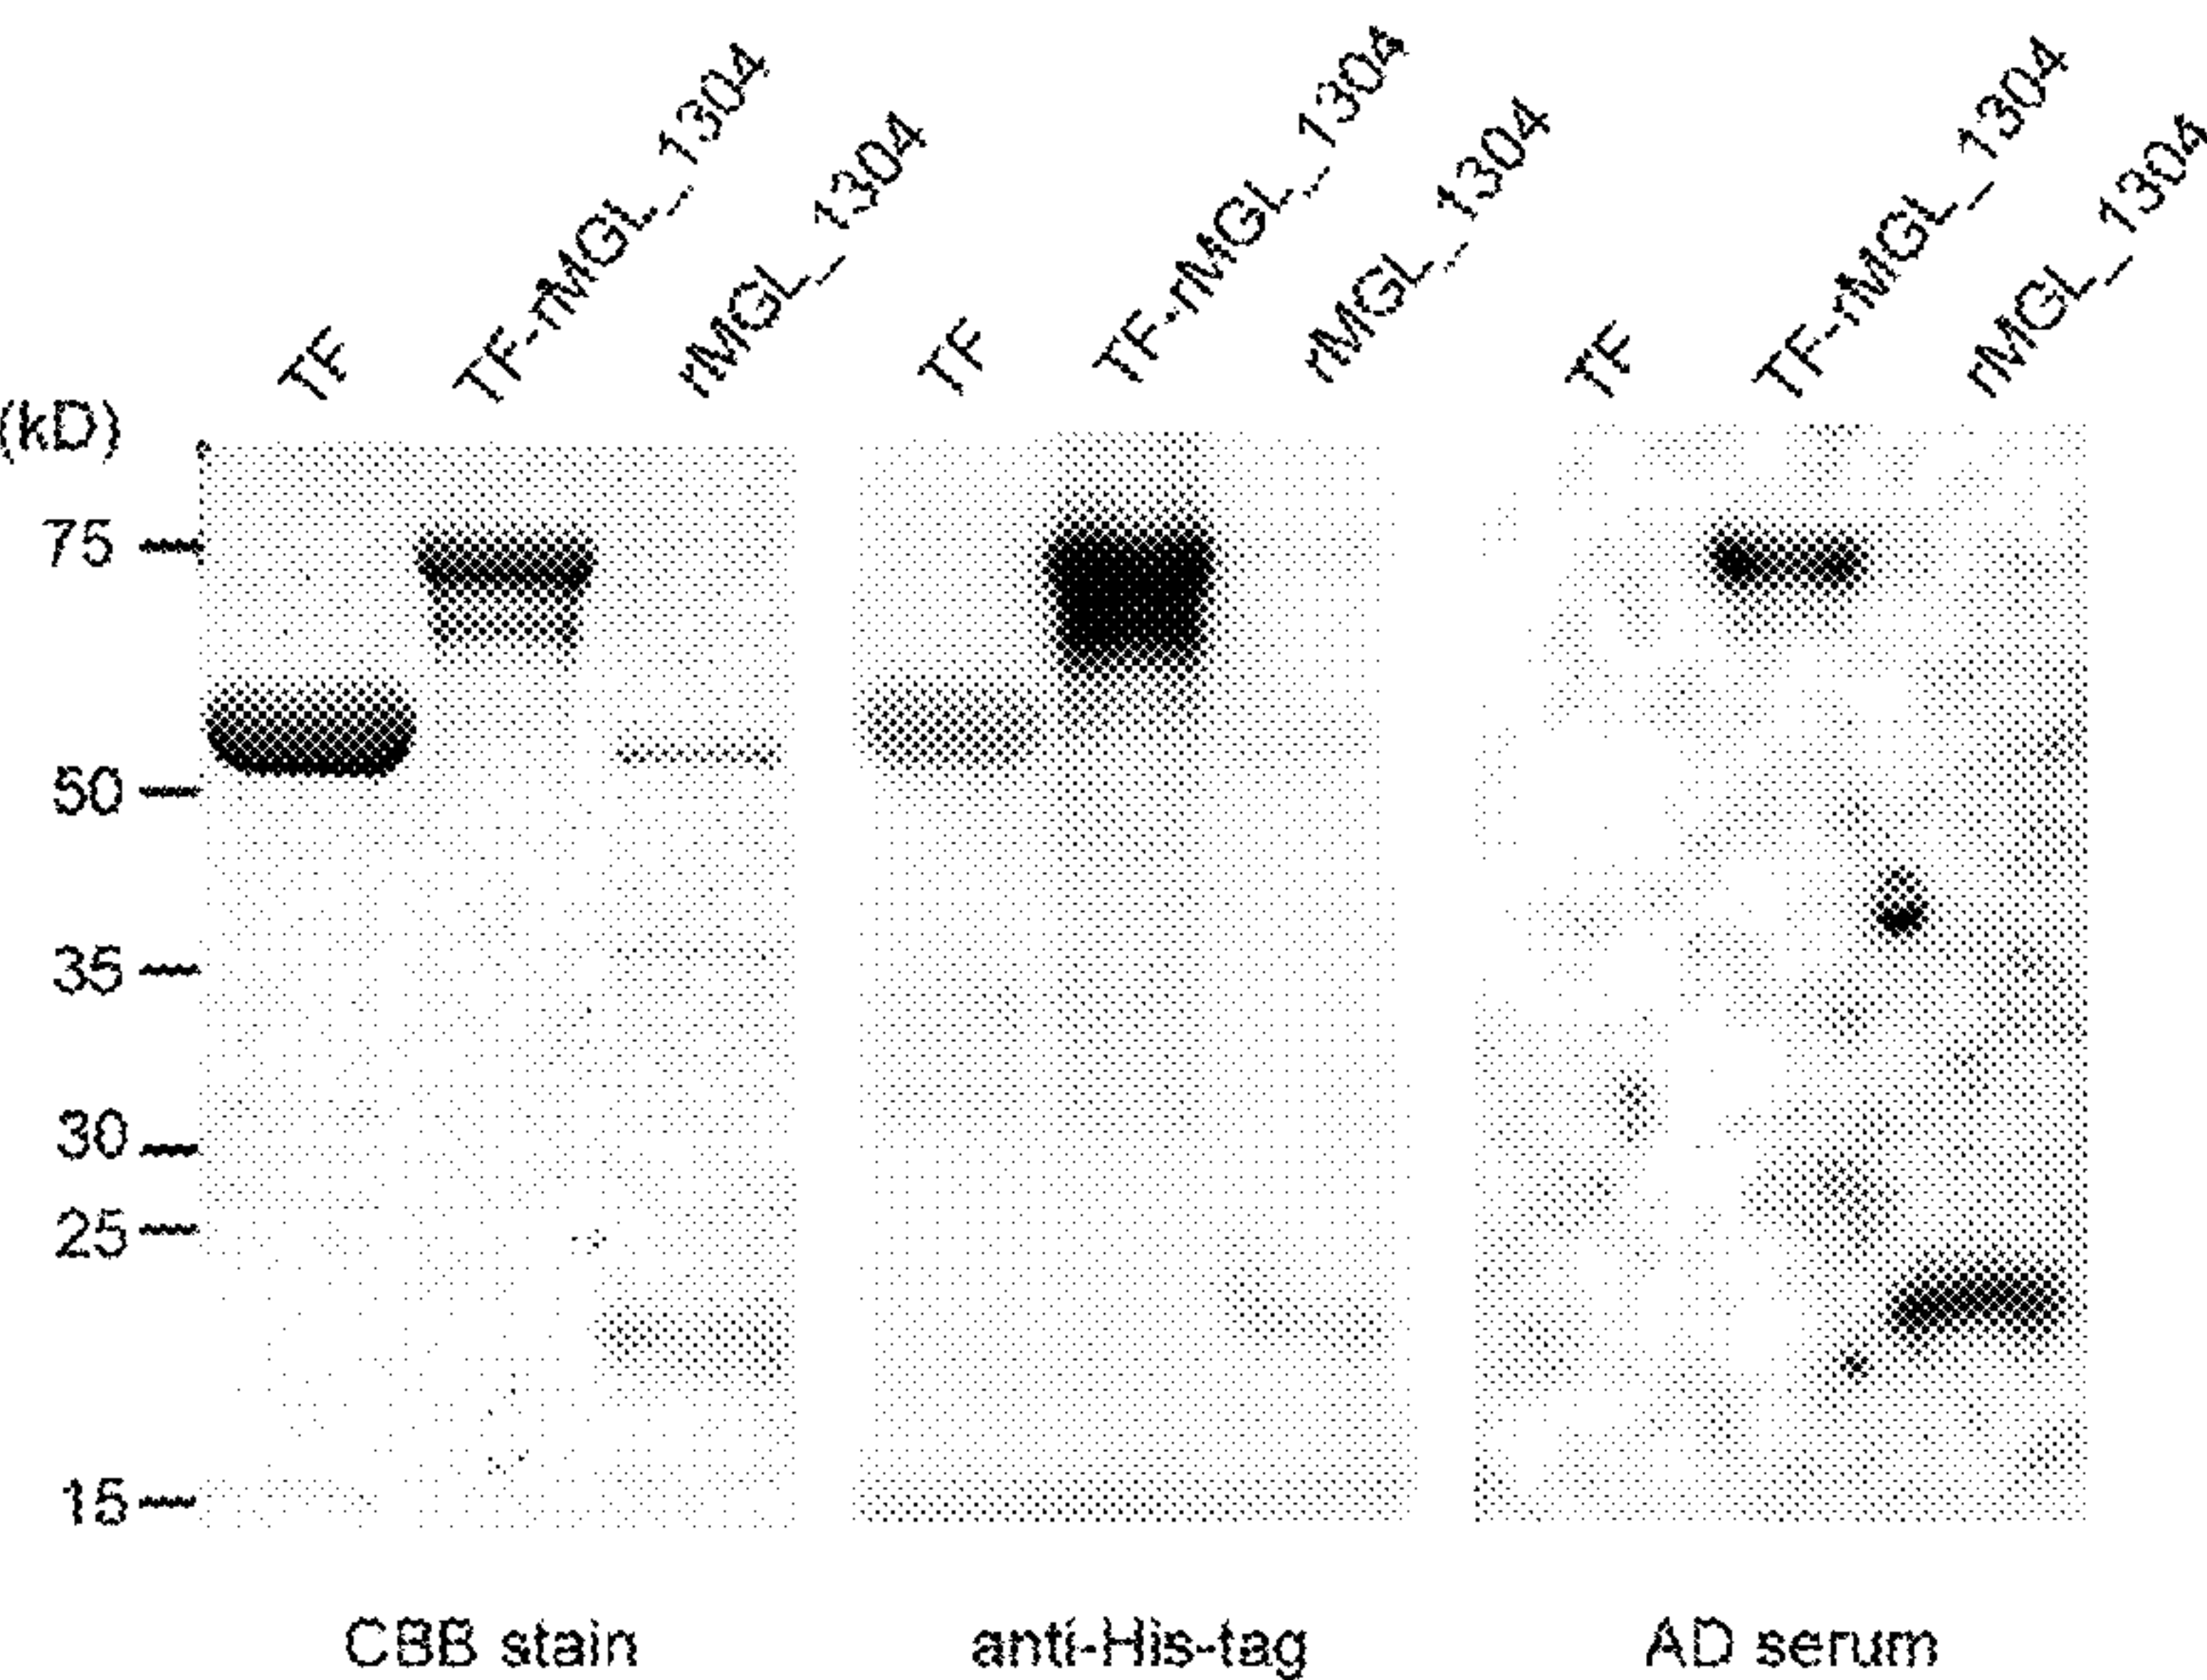 TF TF-rMGL_1304 rMGL_1304 TF TF-rMGL_1304 rMGL_1304 TF TF-rMGL_1304 rMGL_1304
(kD)
75
50
35
30
25
15
CBB stain anti-His-tag AD serum